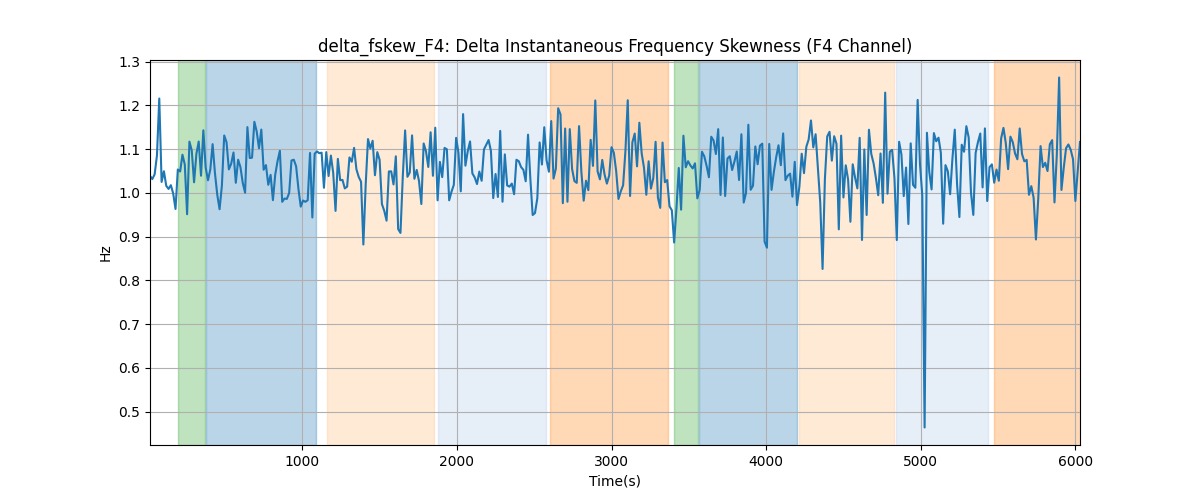 delta_fskew_F4: Delta Instantaneous Frequency Skewness (F4 Channel)
Hz
1.3
1.2
1.1
1.0
0.9
0.8
0.7
0.6
0.5
1000 2000 3000 4000 5000 6000
Time(s)